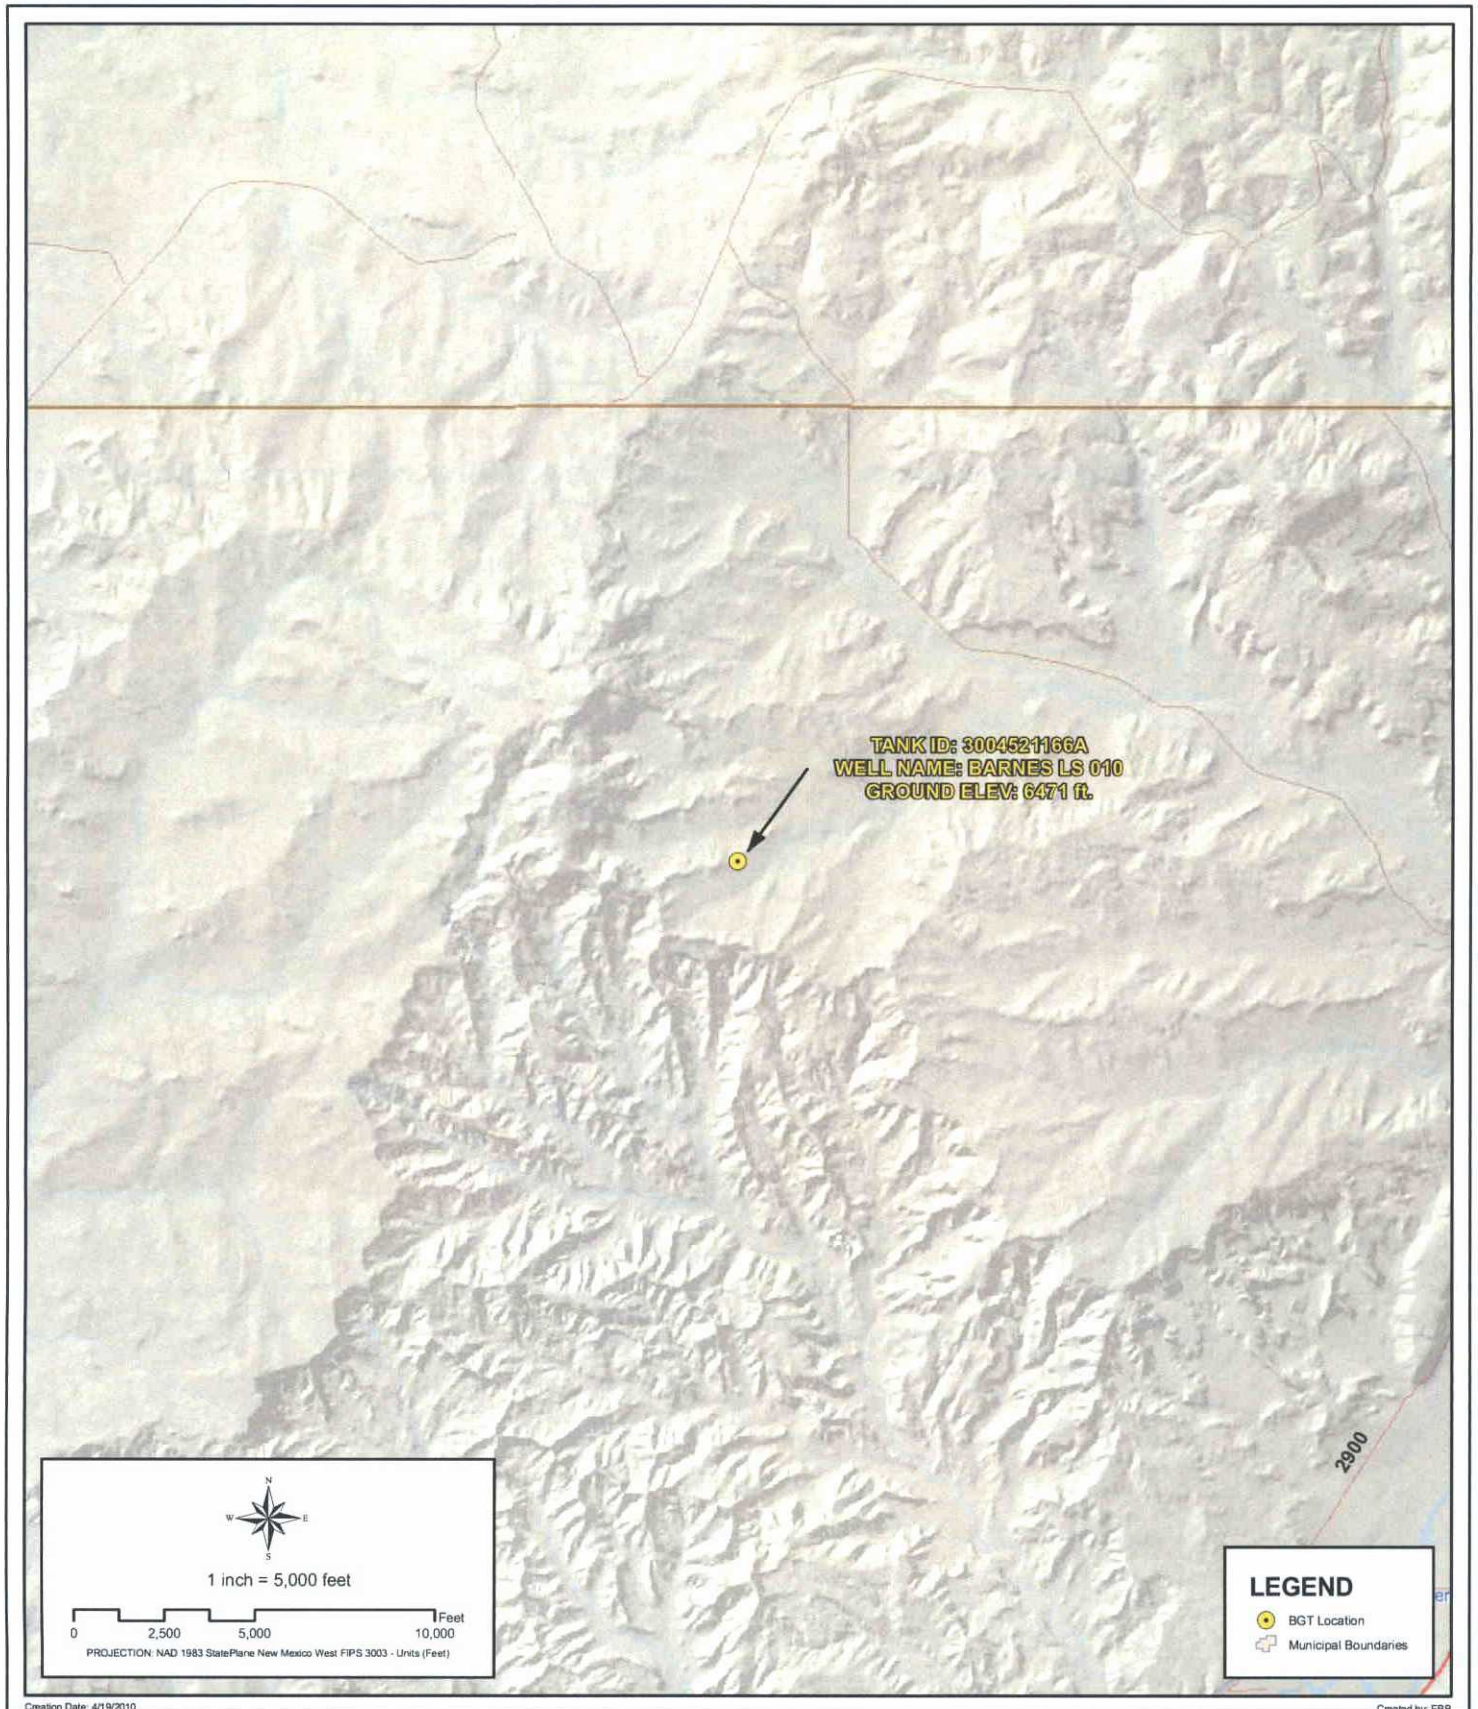 TANK ID: 3004521166A
WELL NAME: BARNES LS 010
GROUND ELEV: 6471 ft.
2900
N
W E
S
1 inch = 5,000 feet
Feet
0 2,500 5,000 10,000
PROJECTION: NAD 1983 StatePlane New Mexico West FIPS 3003 - Units (Feet)
LEGEND
BGT Location
Municipal Boundaries
er
Creation Date: 4/19/2010